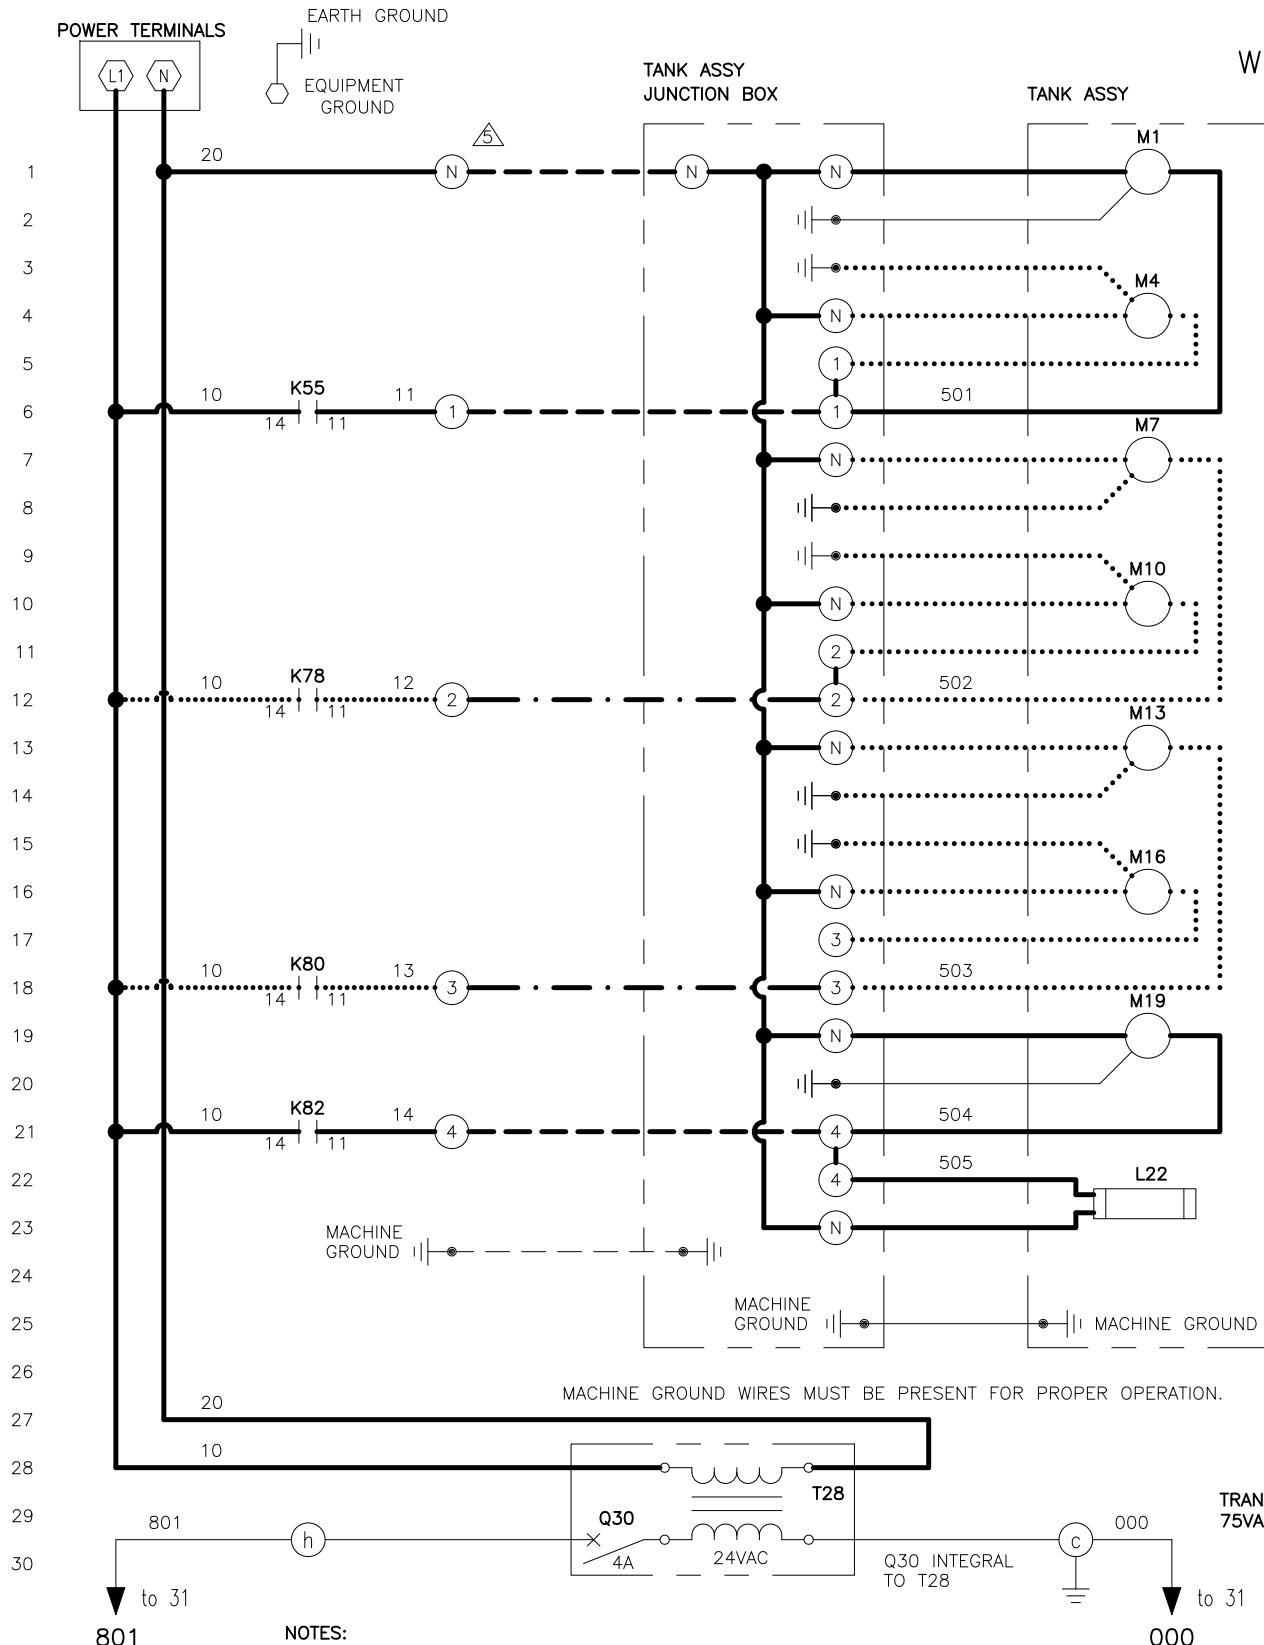 POWER TERMINALS
L1 N
EARTH GROUND
EQUIPMENT
GROUND
TANK ASSY
JUNCTION BOX
TANK ASSY
W
5
M1
1 20 N N N
2
3
M4
4 N
5 1
K55
6 10 14 11 11 1 1 501
M7
7 N
8
9
M10
10 N
11 2
K78
12 10 14 11 12 2 2 502
M13
13 N
14
15
M16
16 N
17 3
K80
18 10 14 11 13 3 3 503
M19
19 N
20
K82
21 10 14 11 14 4 4 504
22 4 505 L22
23 N
MACHINE
GROUND
24
25
MACHINE
GROUND
MACHINE GROUND
26
MACHINE GROUND WIRES MUST BE PRESENT FOR PROPER OPERATION.
27 20
28 10
T28
29
TRAN
75VA
801 h Q30 4A 24VAC c 000
30
Q30 INTEGRAL
TO T28
to 31
to 31
801
NOTES:
000